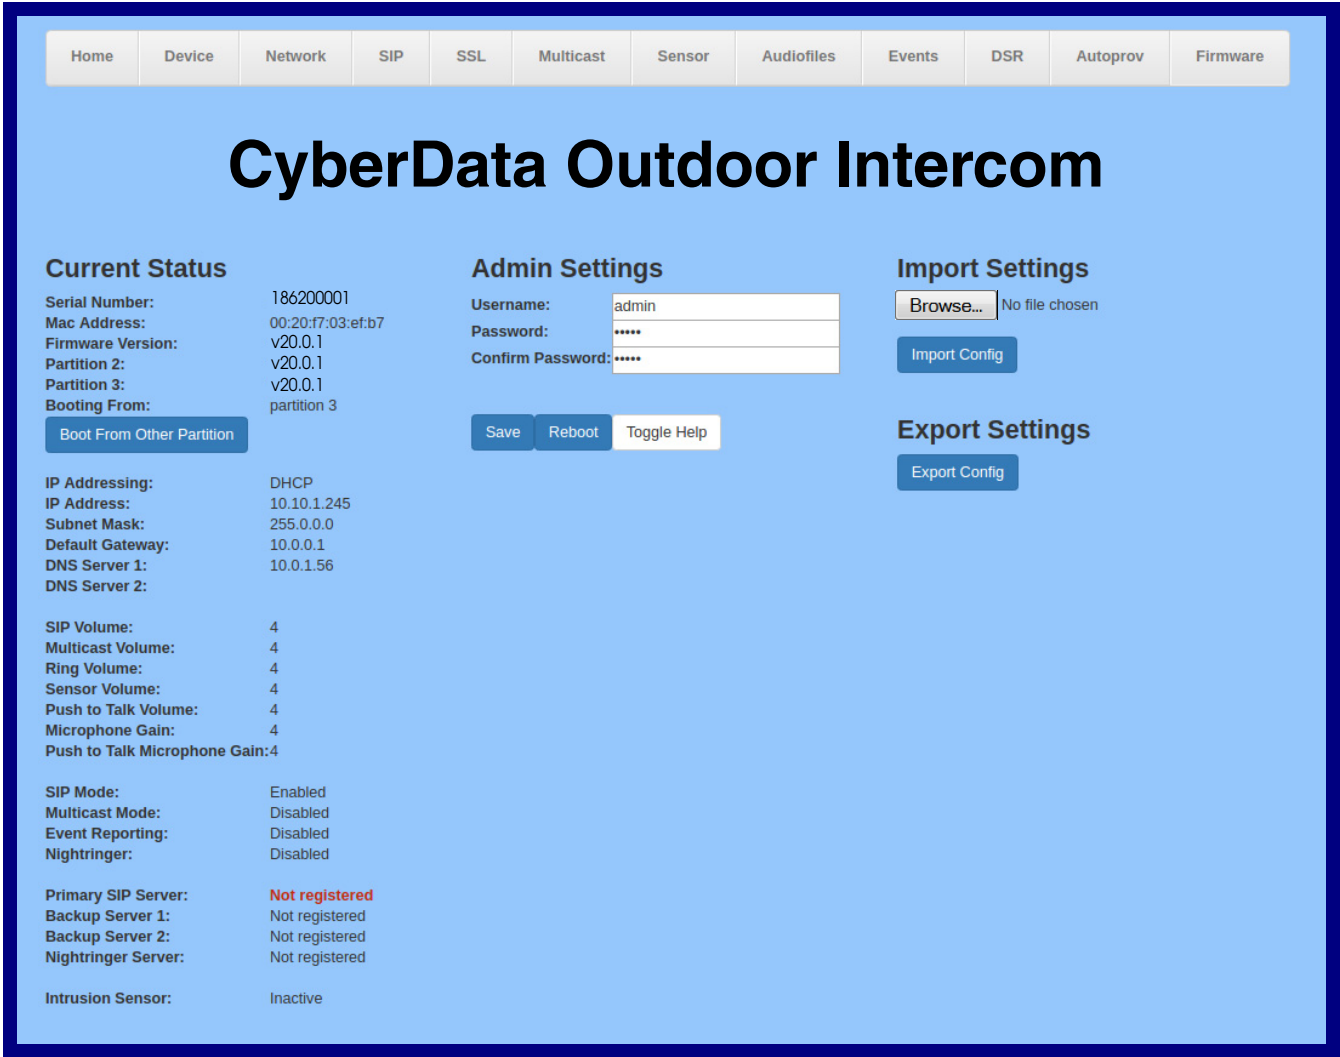 Home Device Network SIP SSL Multicast Sensor Audiofiles Events DSR Autoprov Firmware
CyberData Outdoor Intercom
Current Status
Serial Number: 186200001
Mac Address: 00:20:f7:03:ef:b7
Firmware Version: v20.0.1
Partition 2: v20.0.1
Partition 3: v20.0.1
Booting From: partition 3
Boot From Other Partition
IP Addressing: DHCP
IP Address: 10.10.1.245
Subnet Mask: 255.0.0.0
Default Gateway: 10.0.0.1
DNS Server 1: 10.0.1.56
DNS Server 2:
SIP Volume: 4
Multicast Volume: 4
Ring Volume: 4
Sensor Volume: 4
Push to Talk Volume: 4
Microphone Gain: 4
Push to Talk Microphone Gain: 4
SIP Mode: Enabled
Multicast Mode: Disabled
Event Reporting: Disabled
Nightringer: Disabled
Primary SIP Server: Not registered
Backup Server 1: Not registered
Backup Server 2: Not registered
Nightringer Server: Not registered
Intrusion Sensor: Inactive
Admin Settings
Username: admin
Password: •••••
Confirm Password: •••••
Save Reboot Toggle Help
Import Settings
Browse... No file chosen
Import Config
Export Settings
Export Config